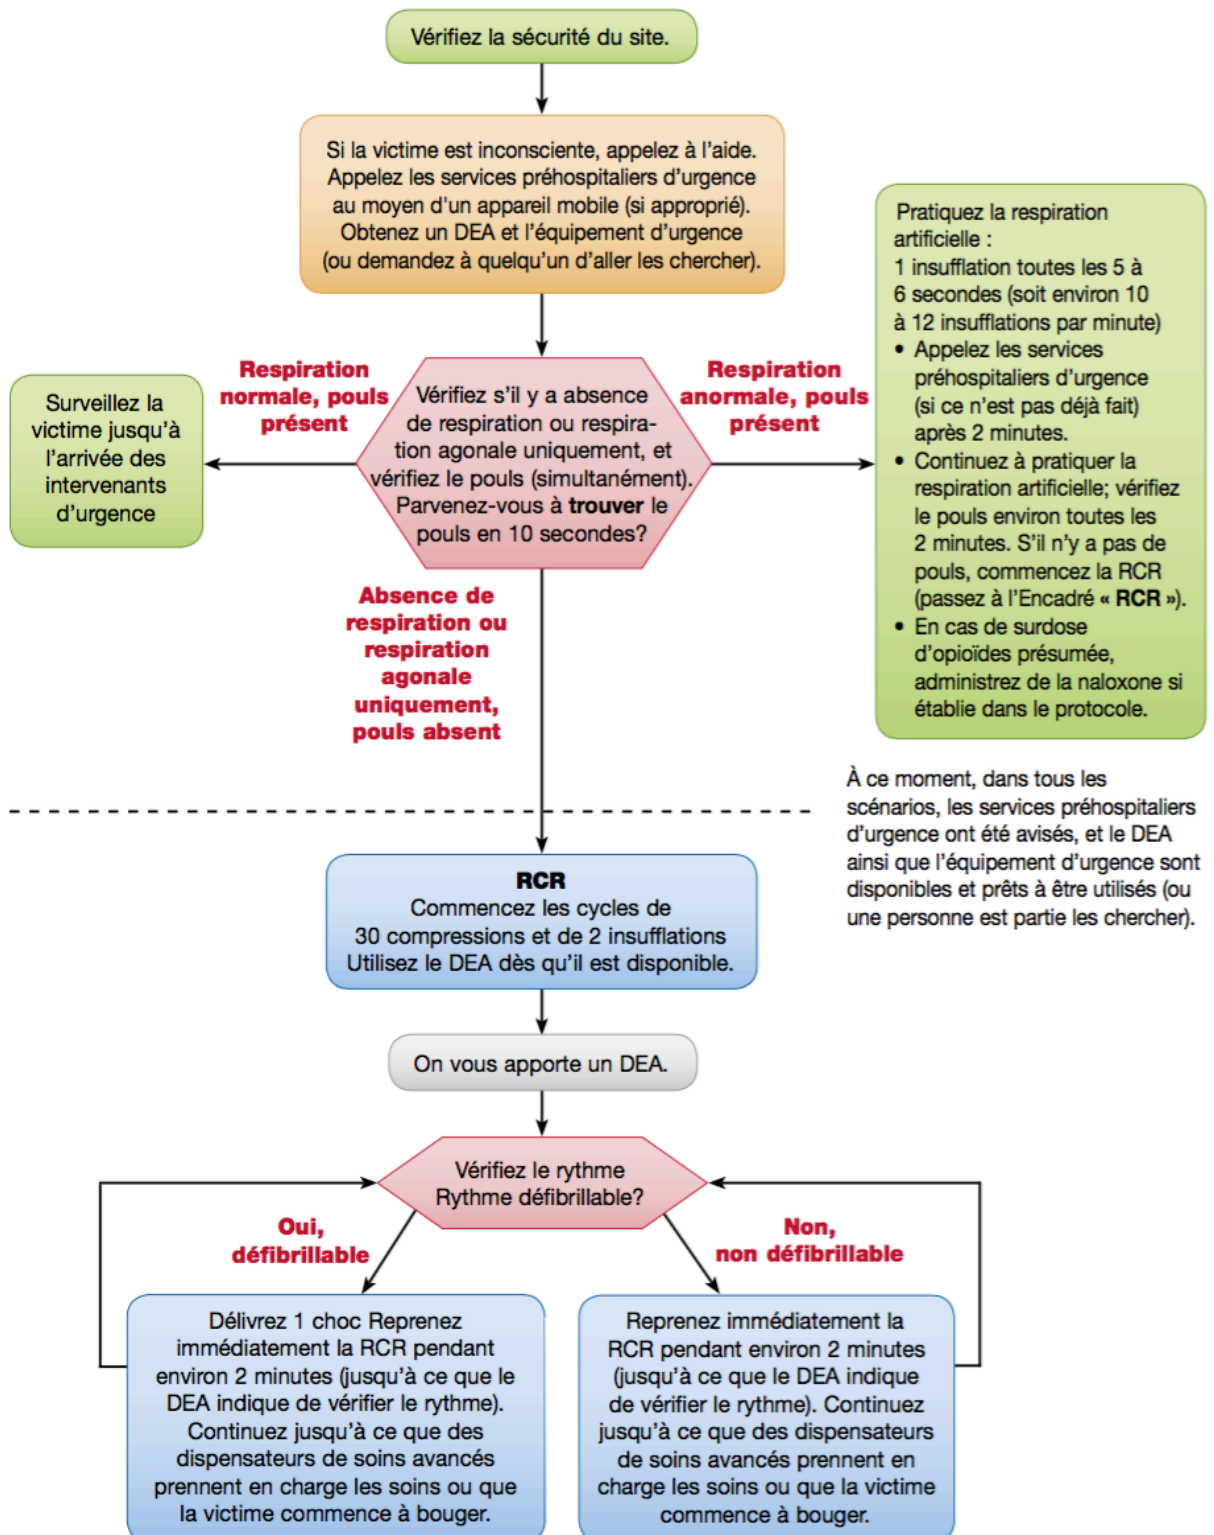 Vérifiez la sécurité du site.
Si la victime est inconsciente, appelez à l'aide.
Appelez les services préhospitaliers d'urgence
au moyen d'un appareil mobile (si approprié).
Obtenez un DEA et l'équipement d'urgence
(ou demandez à quelqu'un d'aller les chercher).
Respiration
normale, pouls
présent
Surveillez la
victime jusqu'à
l'arrivée des
intervenants
d'urgence
Vérifiez s'il y a absence
de respiration ou respira-
tion agonale uniquement, et
vérifiez le pouls (simultanément).
Parvenez-vous à trouver le
pouls en 10 secondes?
Respiration
anormale, pouls
présent
Pratiquez la respiration
artificielle :
1 insufflation toutes les 5 à
6 secondes (soit environ 10
à 12 insufflations par minute)
• Appelez les services
préhospitaliers d'urgence
(si ce n'est pas déjà fait)
après 2 minutes.
• Continuez à pratiquer la
respiration artificielle; vérifiez
le pouls environ toutes les
2 minutes. S'il n'y a pas de
pouls, commencez la RCR
(passez à l'Encadré « RCR »).
• En cas de surdose
d'opioïdes présumée,
administrez de la naloxone si
établie dans le protocole.
Absence de
respiration ou
respiration
agonale
uniquement,
pouls absent
À ce moment, dans tous les
scénarios, les services préhospitaliers
d'urgence ont été avisés, et le DEA
ainsi que l'équipement d'urgence sont
disponibles et prêts à être utilisés (ou
une personne est partie les chercher).
RCR
Commencez les cycles de
30 compressions et de 2 insufflations
Utilisez le DEA dès qu'il est disponible.
On vous apporte un DEA.
Vérifiez le rythme
Rythme défibrillable?
Oui,
défibrillable
Non,
non défibrillable
Délivrez 1 choc Reprenez
immédiatement la RCR pendant
environ 2 minutes (jusqu'à ce que le
DEA indique de vérifier le rythme).
Continuez jusqu'à ce que des
dispensateurs de soins avancés
prennent en charge les soins ou que
la victime commence à bouger.
Reprenez immédiatement la
RCR pendant environ 2 minutes
(jusqu'à ce que le DEA indique
de vérifier le rythme). Continuez
jusqu'à ce que des dispensateurs
de soins avancés prennent en
charge les soins ou que la victime
commence à bouger.